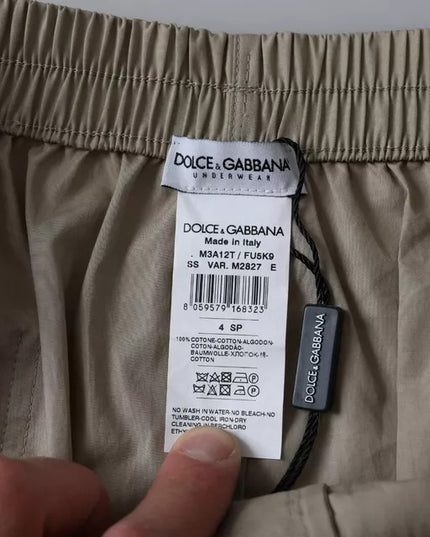 DOLCE & GABBANA
UNDERWEAR
DOLCE & GABBANA
Made in Italy
. M3A12T / FU5K9
SS VAR. M2827 E
8 059579 168323
4 SP
100% COTONE-COTTON-ALGODON-
COTON-ALGODÃO-
BAUMWOLLE-ХЛОПОК-棉-
COTTON
NO WASH IN WATER-NO BLEACH-NO
TUMBLER-COOL IRON-DRY
CLEANING IN PERCHLORO
DOLCE & GABBANA